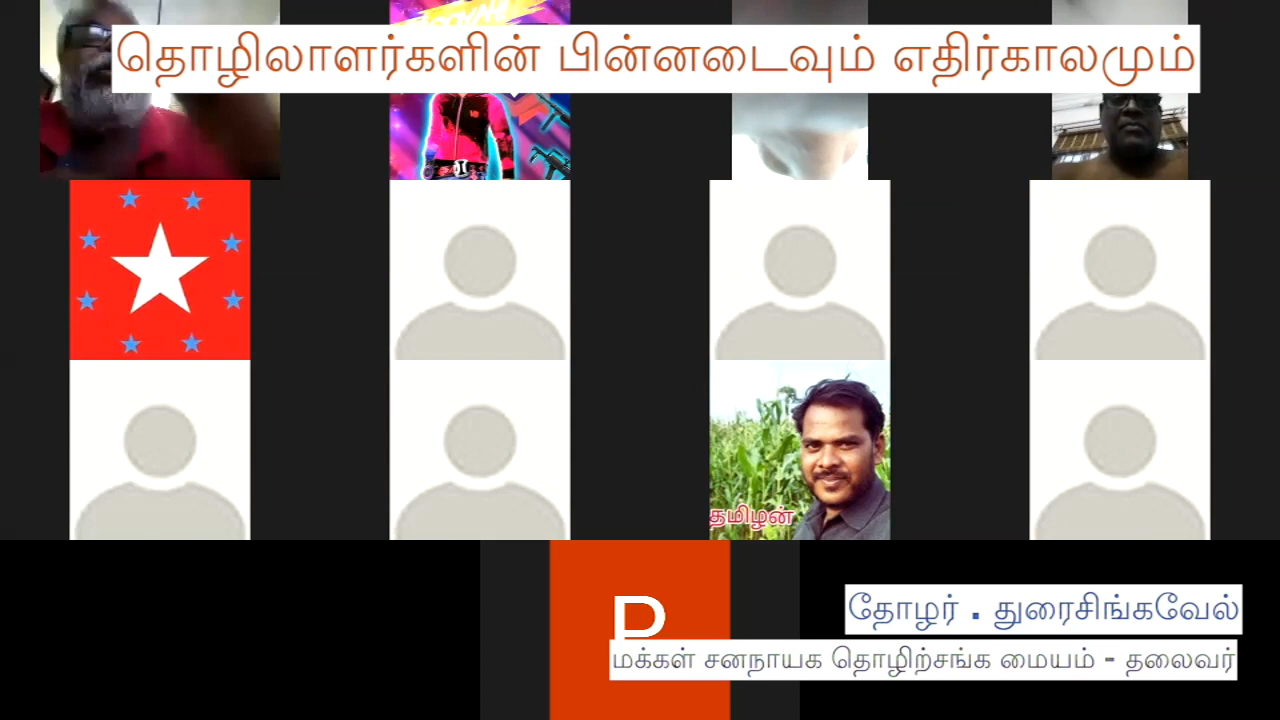 தொழிலாளர்களின் பின்னடைவும் எதிர்காலமும்
தமிழன்
P
தோழர் . துரைசிங்கவேல்
மக்கள் சனநாயக தொழிற்சங்க மையம் - தலைவர்